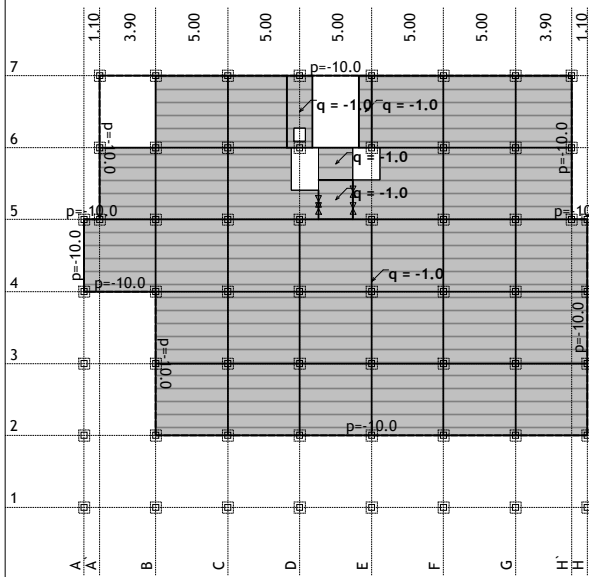 1.10 3.90 5.00 5.00 5.00 5.00 5.00 3.90 1.10
7
p=-10.0
q = -1.0 q = -1.0
6
p=-10.0
p=-10.0
q = -1.0
q = -1.0
5
p=-10.0
p=-10
p=-10.0
q = -1.0
4
p=-10.0
p=-10.0
3
p=-10.0
2
p=-10.0
1
A A` B C D E F G H` H